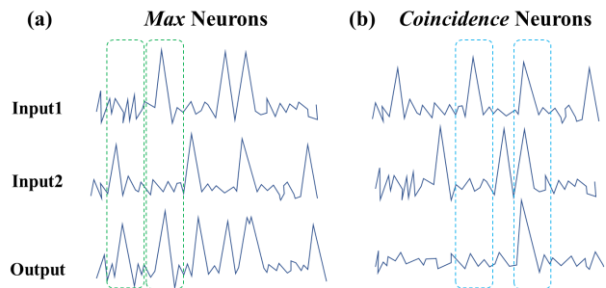 (a) Max Neurons
(b) Coincidence Neurons
Input1
Input2
Output